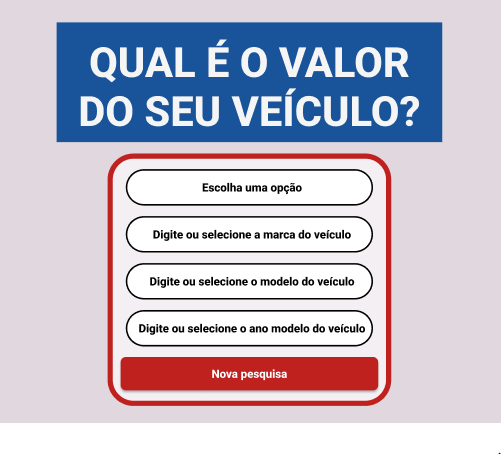 QUAL É O VALOR
DO SEU VEÍCULO?
Escolha uma opção
Digite ou selecione a marca do veículo
Digite ou selecione o modelo do veículo
Digite ou selecione o ano modelo do veículo
Nova pesquisa